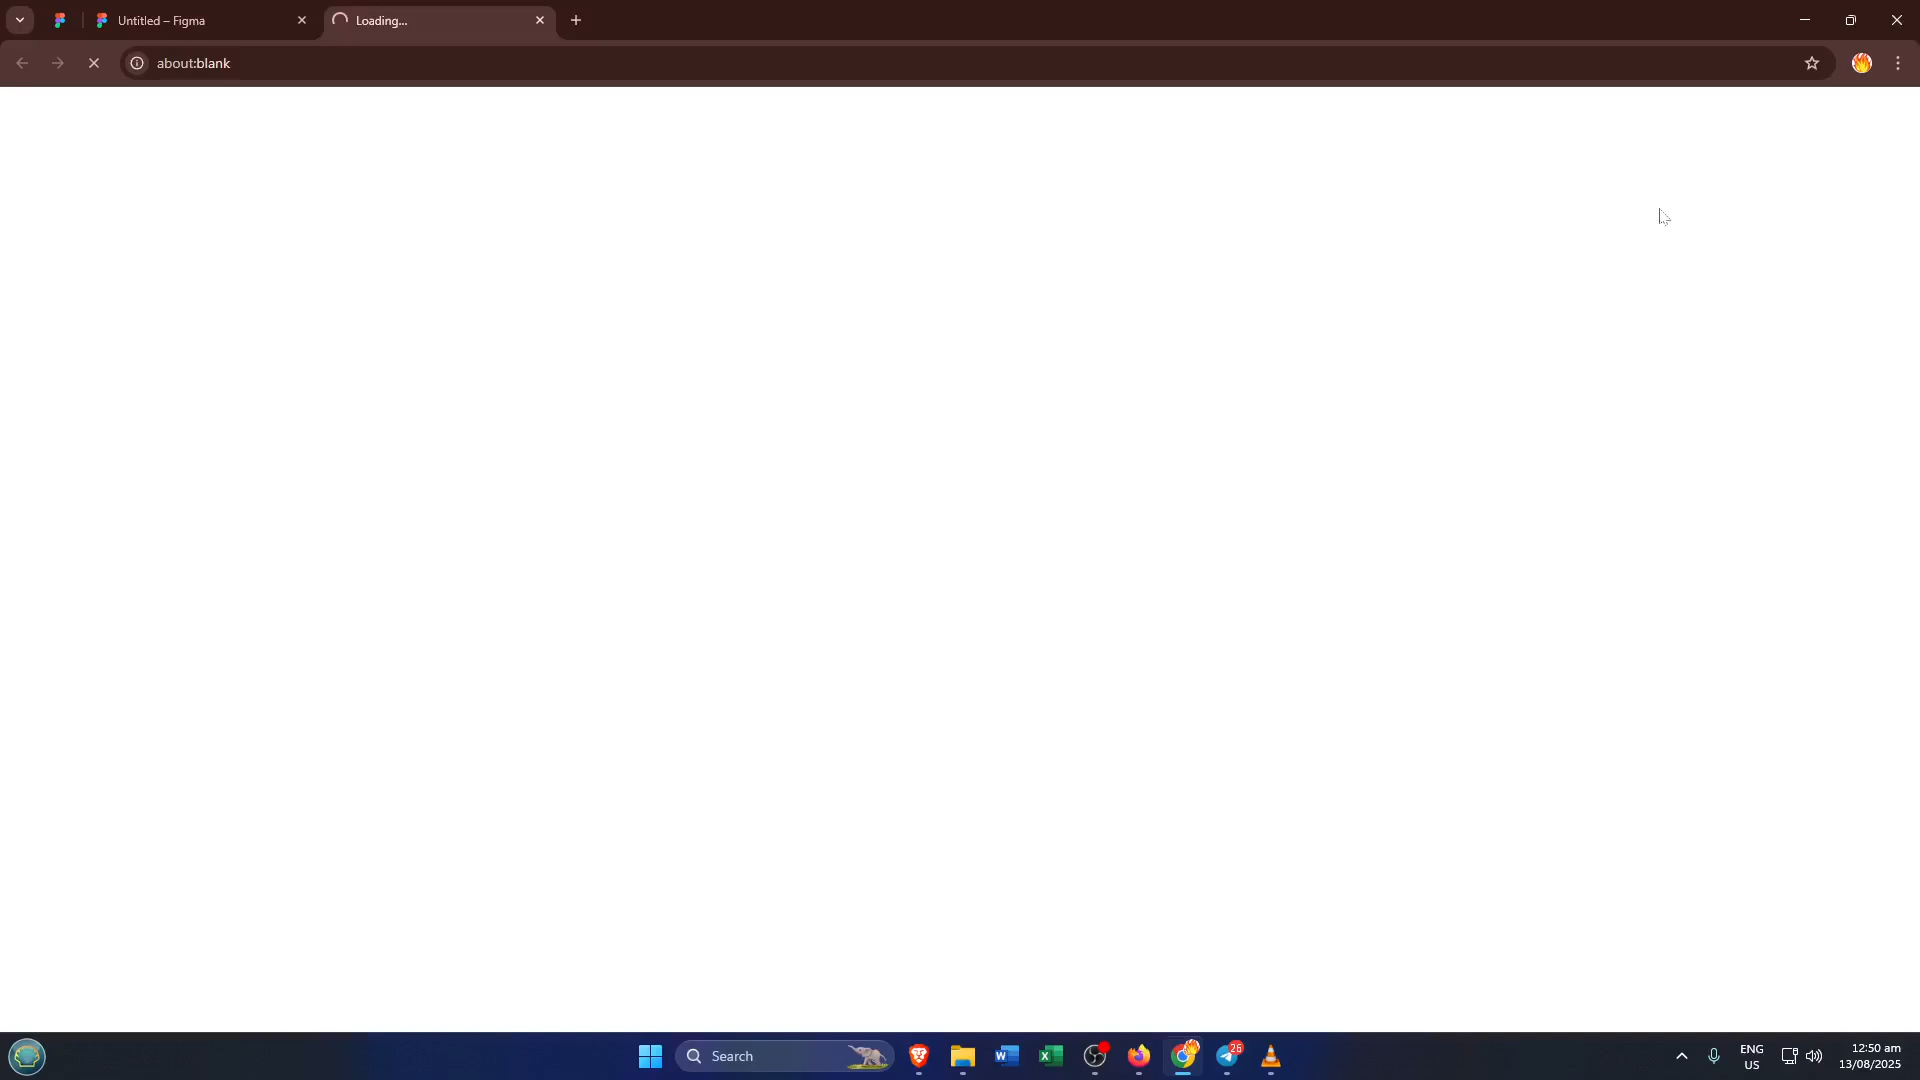 Untitled – Figma
Loading...
about:blank
Search
26
ENG
US
12:50 am
13/08/2025